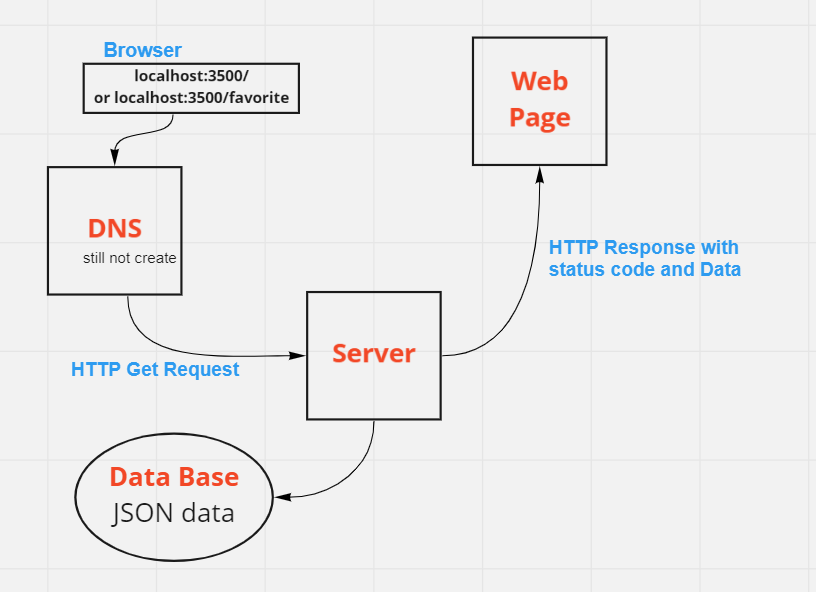 Browser
localhost:3500/
or localhost:3500/favorite
Web
Page
DNS
still not create
HTTP Response with
status code and Data
Server
HTTP Get Request
Data Base
JSON data